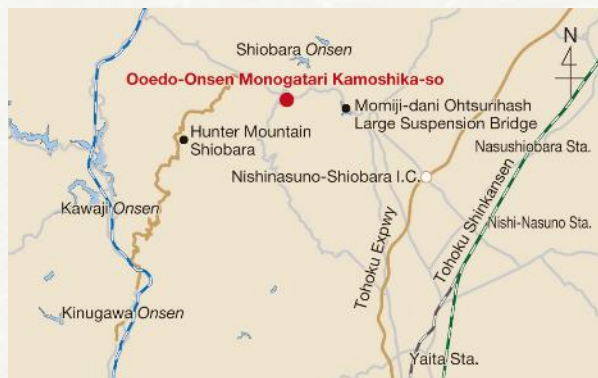 Shiobara Onsen
N
Ooedo-Onsen Monogatari Kamoshika-so
Momiji-dani Ohtsurihash
Large Suspension Bridge
Hunter Mountain
Shiobara
Nasushiobara Sta.
Nishinasuno-Shiobara I.C.
Kawaji Onsen
Tohoku Expwy
Tohoku Shinkansen
Nishi-Nasuno Sta.
Kinugawa Onsen
Yaita Sta.